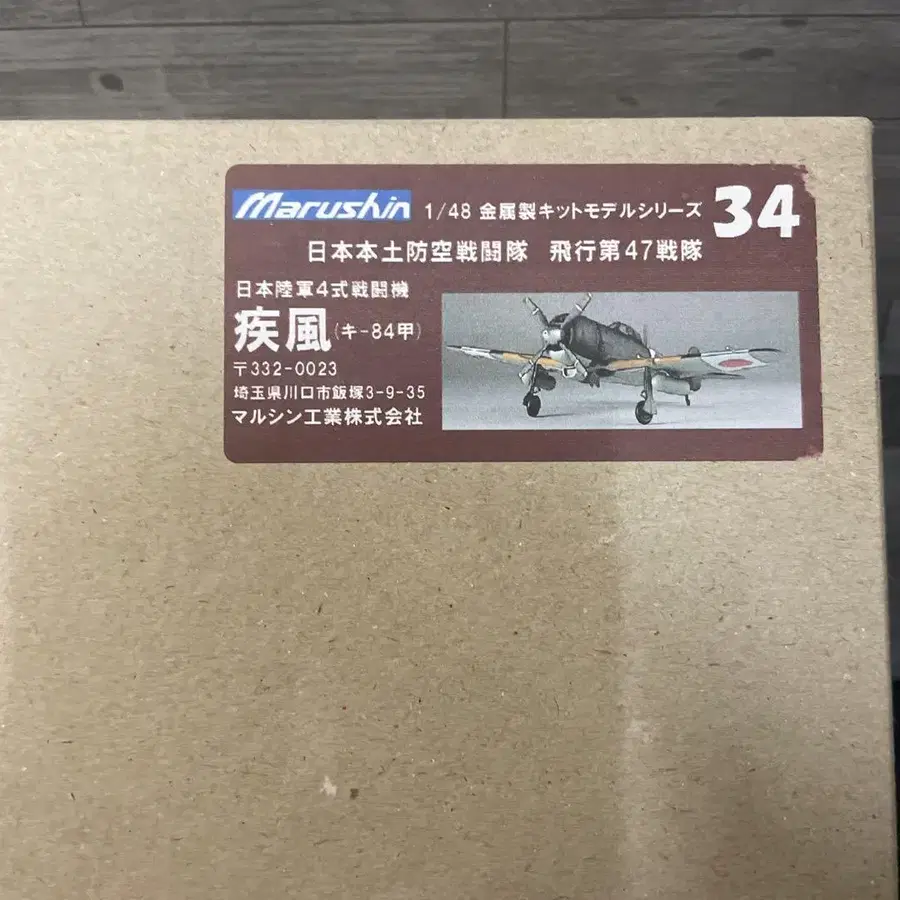 Marushin 1/48 金属製キットモデルシリーズ 34
日本本土防空戦闘隊 飛行第47戦隊
日本陸軍4式戦闘機
疾風(キ-84甲)
〒332-0023
埼玉県川口市飯塚3-9-35
マルシン工業株式会社